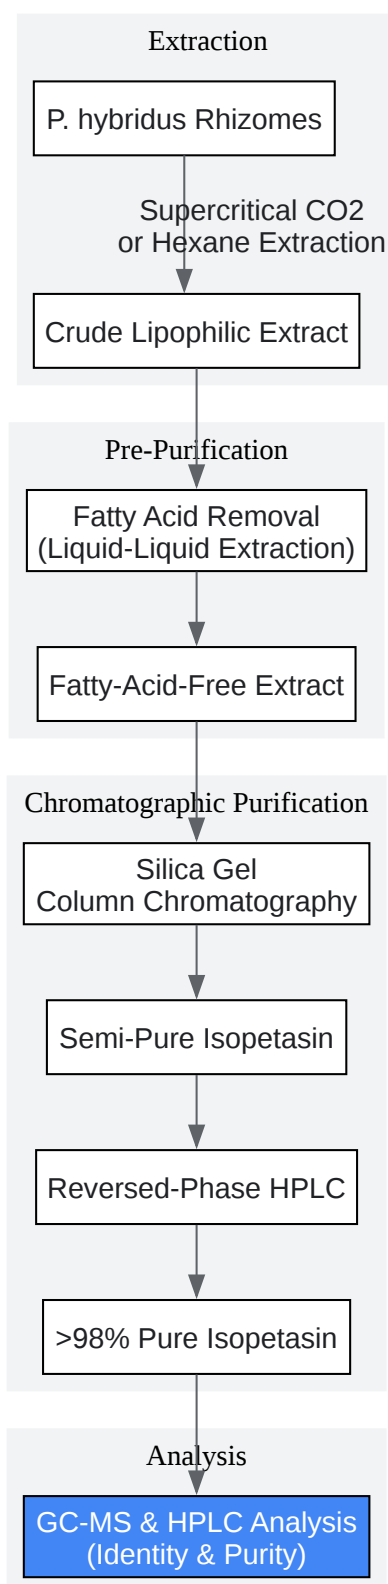 Extraction
P. hybridus Rhizomes
Supercritical CO2
or Hexane Extraction
Crude Lipophilic Extract
Pre-Purification
Fatty Acid Removal
(Liquid-Liquid Extraction)
Fatty-Acid-Free Extract
Chromatographic Purification
Silica Gel
Column Chromatography
Semi-Pure Isopetasin
Reversed-Phase HPLC
>98% Pure Isopetasin
Analysis
GC-MS & HPLC Analysis
(Identity & Purity)